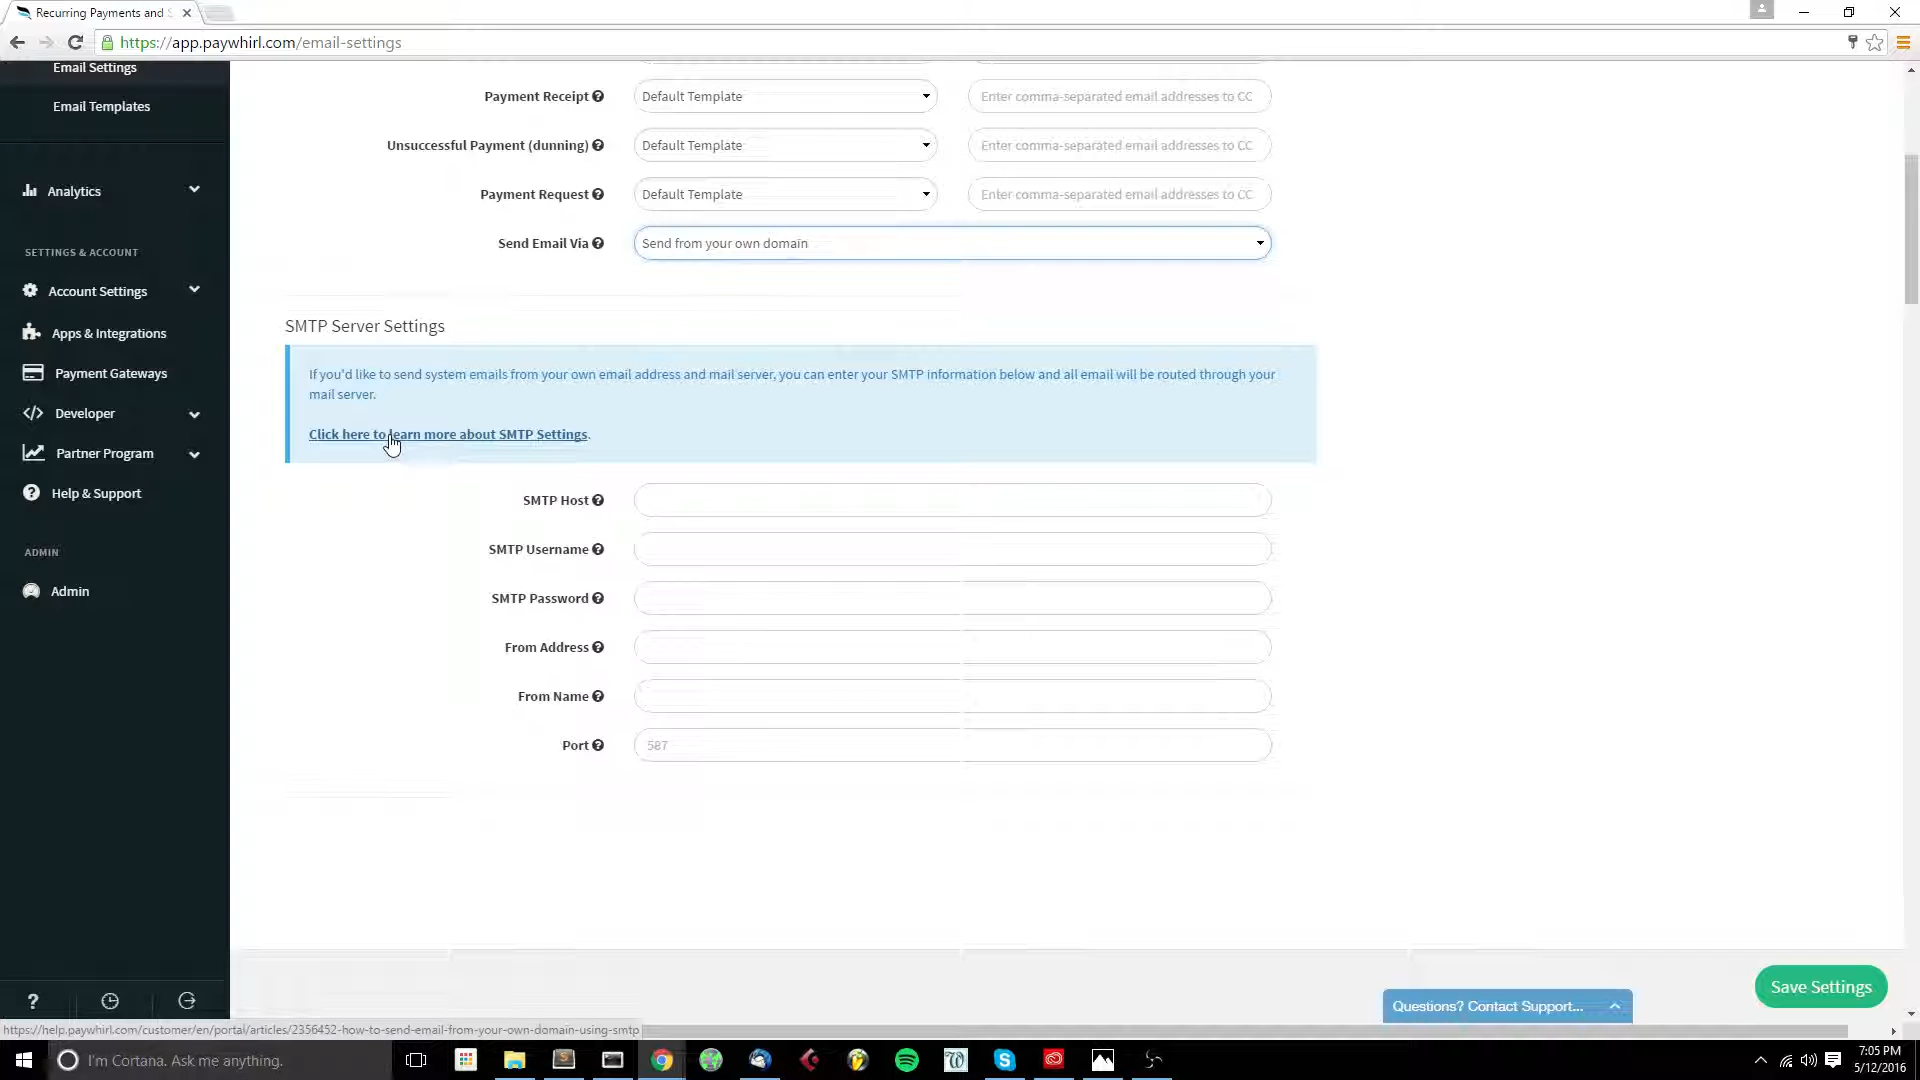 Recurring Payments and S
https://app.paywhirl.com/email-settings
Email Settings
Email Templates
Analytics
SETTINGS & ACCOUNT
Account Settings
Apps & Integrations
Payment Gateways
Developer
Partner Program
Help & Support
ADMIN
Admin
Payment Receipt Default Template Enter comma-separated email addresses to CC
Unsuccessful Payment (dunning) Default Template Enter comma-separated email addresses to CC
Payment Request Default Template Enter comma-separated email addresses to CC
Send Email Via Send from your own domain
SMTP Server Settings
If you'd like to send system emails from your own email address and mail server, you can enter your SMTP information below and all email will be routed through your
mail server.
Click here to learn more about SMTP Settings.
SMTP Host
SMTP Username
SMTP Password
From Address
From Name
Port 587
Save Settings
Questions? Contact Support...
https://help.paywhirl.com/customer/en/portal/articles/2356452-how-to-send-email-from-your-own-domain-using-smtp
I'm Cortana. Ask me anything.
7:05 PM
5/12/2016